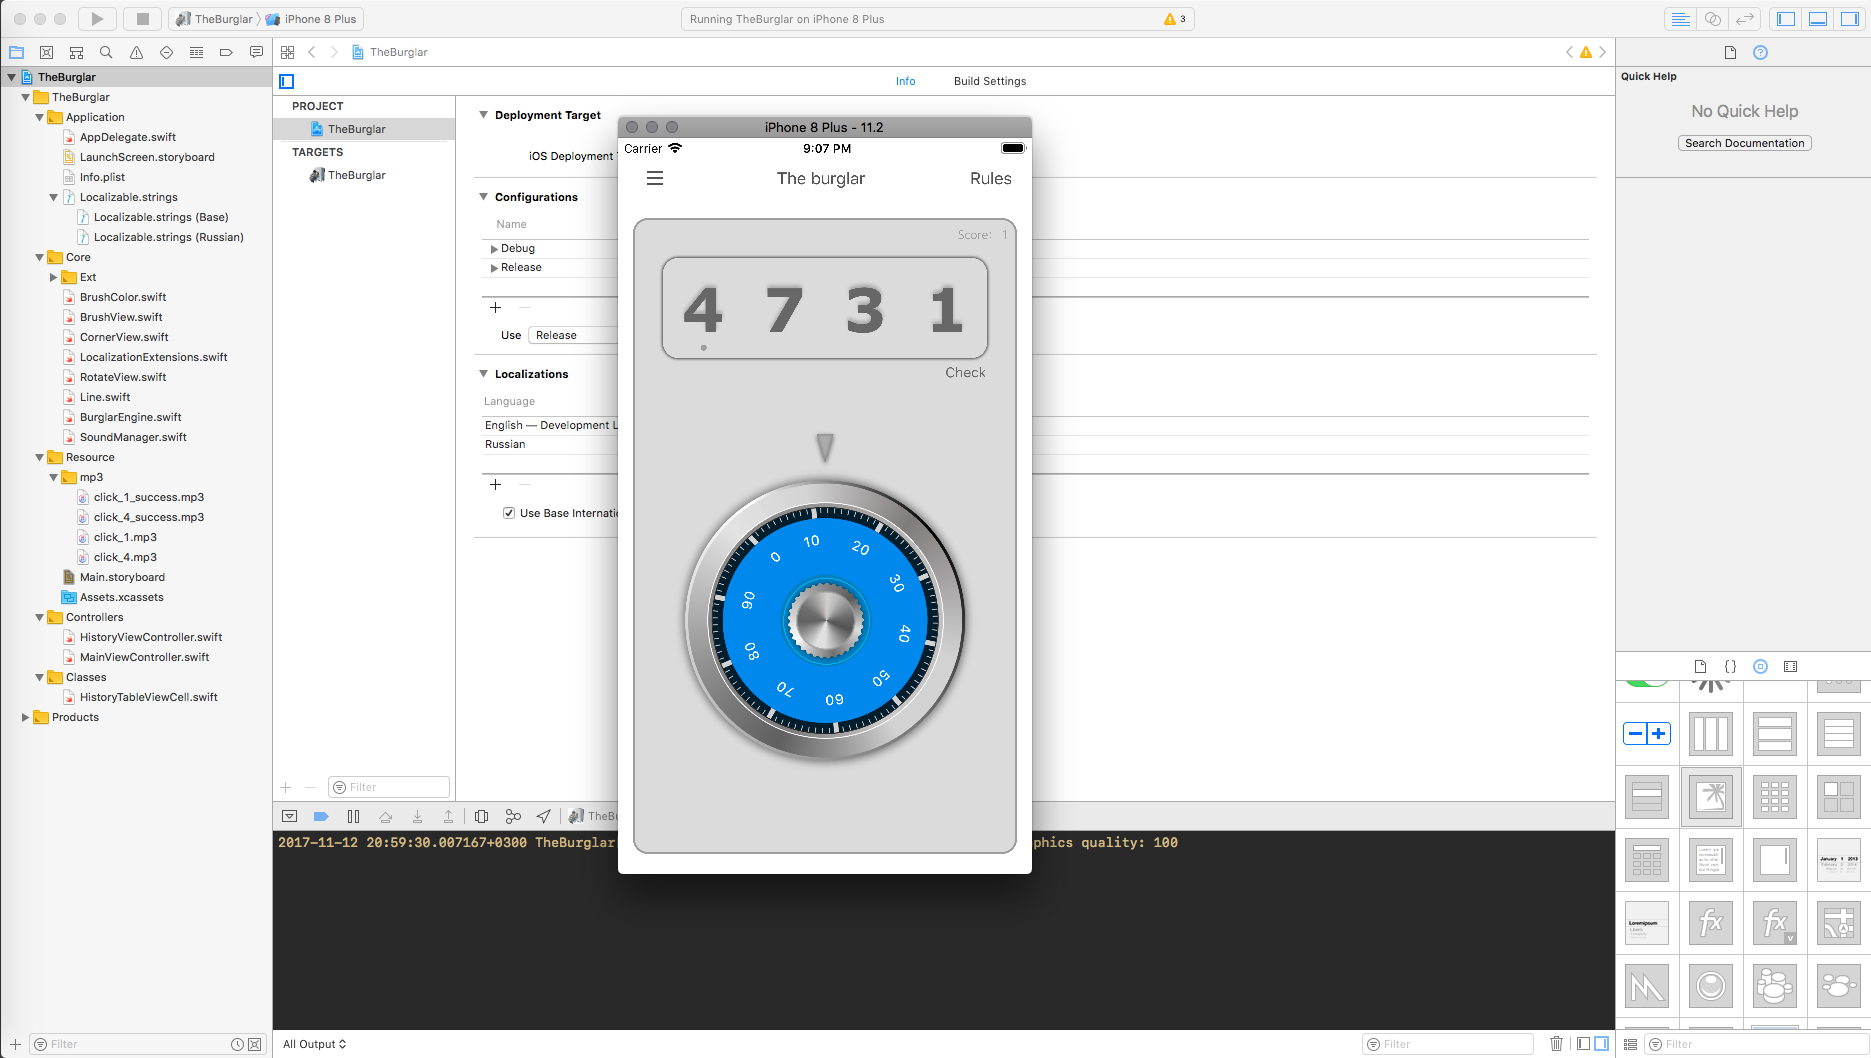 TheBurglar
iPhone 8 Plus
Running TheBurglar on iPhone 8 Plus
3
TheBurglar
Quick Help
No Quick Help
Search Documentation
TheBurglar
TheBurglar
Application
AppDelegate.swift
LaunchScreen.storyboard
Info.plist
Localizable.strings
Localizable.strings (Base)
Localizable.strings (Russian)
Core
Ext
BrushColor.swift
BrushView.swift
CornerView.swift
LocalizationExtensions.swift
RotateView.swift
Line.swift
BurglarEngine.swift
SoundManager.swift
Resource
mp3
click_1_success.mp3
click_4_success.mp3
click_1.mp3
click_4.mp3
Main.storyboard
Assets.xcassets
Controllers
HistoryViewController.swift
MainViewController.swift
Classes
HistoryTableViewCell.swift
Products
Filter
Info
Build Settings
PROJECT
TheBurglar
TARGETS
TheBurglar
Filter
Deployment Target
iOS Deployment
Configurations
Name
Debug
Release
Use Release
Localizations
Language
English — Development L
Russian
Use Base Internatio
iPhone 8 Plus - 11.2
Carrier 9:07 PM
The burglar
Rules
Score: 1
4 7 3 1
Check
0 10 20 30 40 50 60 70 80 90
TheBu
2017-11-12 20:59:30.007167+0300 TheBurglar
phics quality: 100
All Output
Filter
Filter